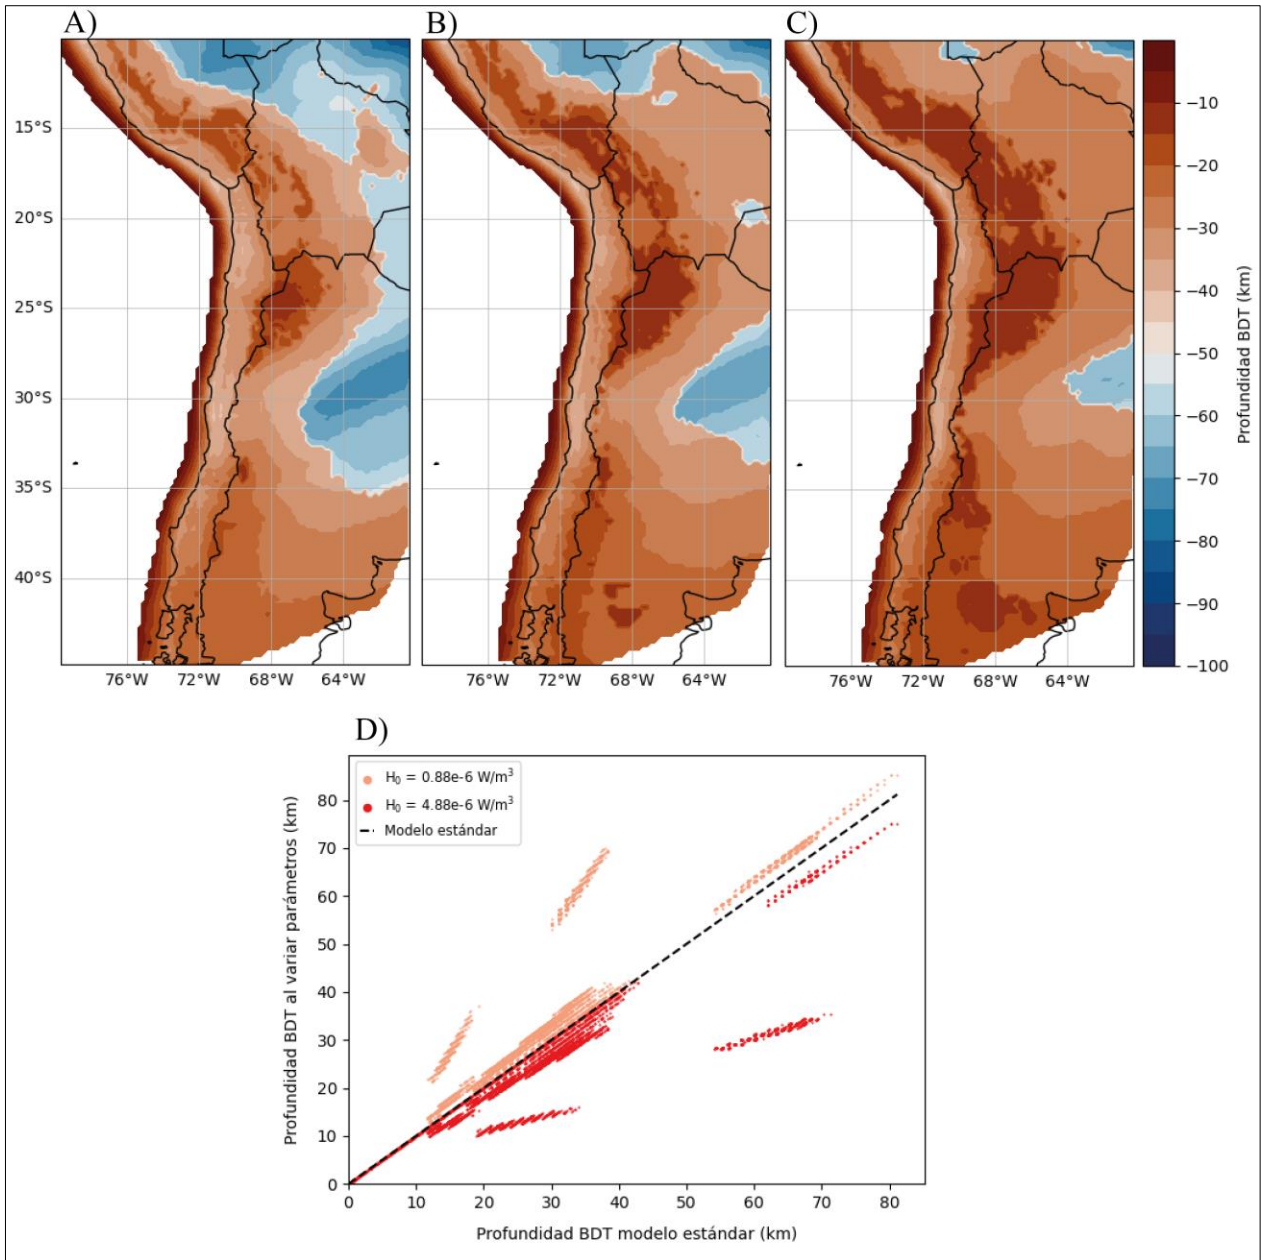 A) B) C)
15°S
20°S
25°S
30°S
35°S
40°S
76°W 72°W 68°W 64°W 76°W 72°W 68°W 64°W 76°W 72°W 68°W 64°W
−10
−20
−30
−40
−50
−60
−70
−80
−90
−100
Profundidad BDT (km)
D)
H₀ = 0.88e-6 W/m³
H₀ = 4.88e-6 W/m³
Modelo estándar
Profundidad BDT al variar parámetros (km)
80
70
60
50
40
30
20
10
0
0 10 20 30 40 50 60 70 80
Profundidad BDT modelo estándar (km)